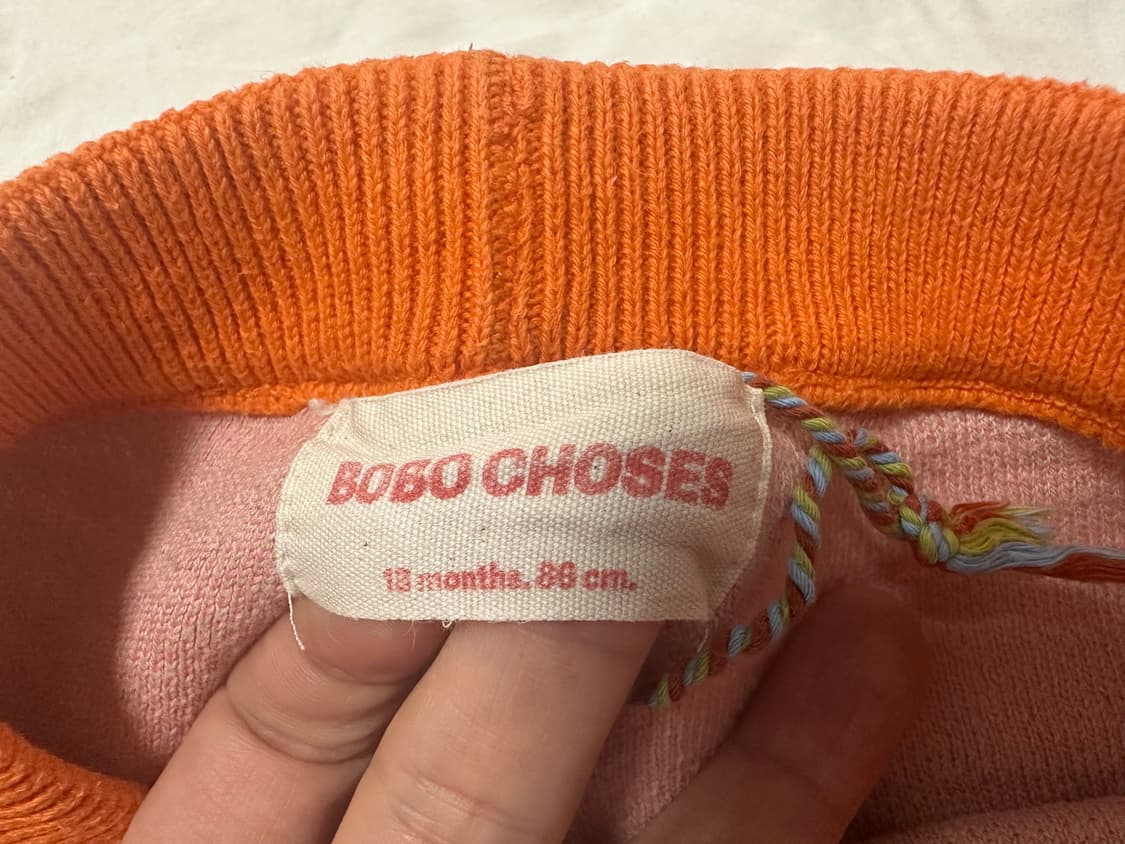 BOBO CHOSES
18 months. 86 cm.